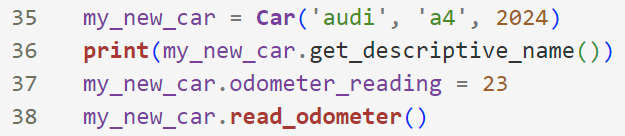 35 my_new_car = Car('audi', 'a4', 2024)
36 print(my_new_car.get_descriptive_name())
37 my_new_car.odometer_reading = 23
38 my_new_car.read_odometer()